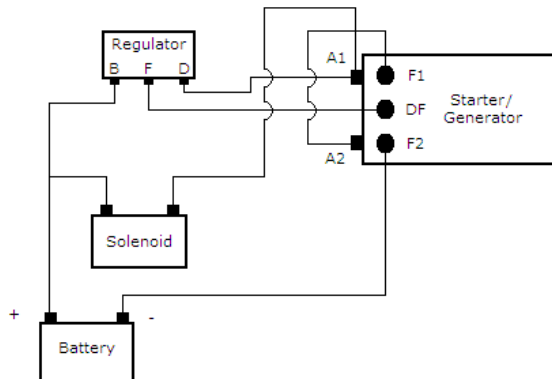 Regulator
B F D
A1
F1
DF
Starter/
Generator
F2
A2
Solenoid
+ -
Battery